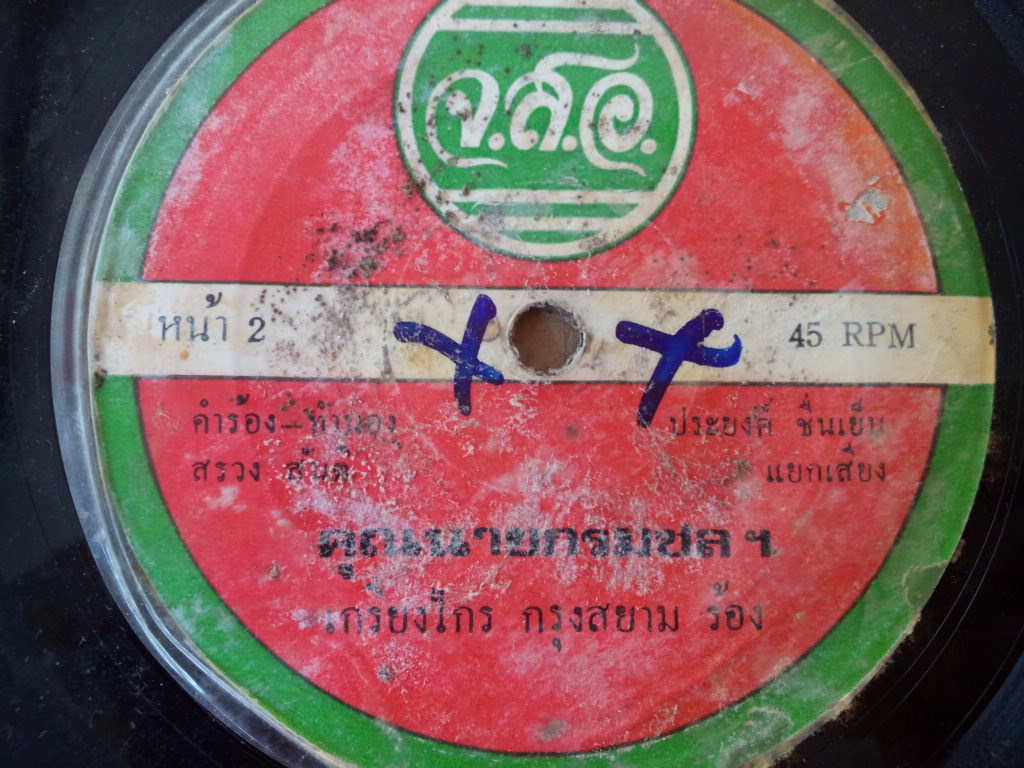 จ.ส.อ.
หน้า 2 45 RPM
คำร้อง–ทำนอง ประยงค์ ชื่นเย็น
สรวง สันติ แยกเสียง
คุณนายกรมชลฯ
เกรียงไกร กรุงสยาม ร้อง